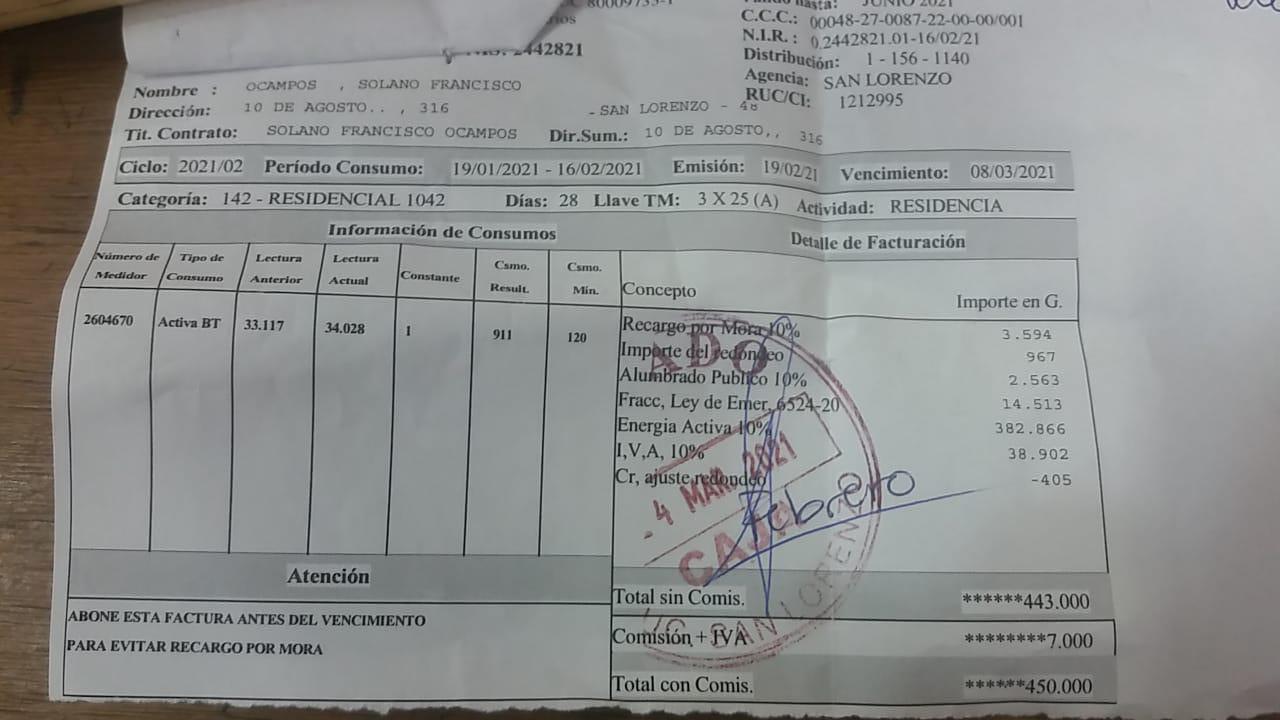 80009735-1
hasta: JUNIO 2021
C.C.C.: 00048-27-0087-22-00-00/001
N.I.R. : 0.2442821.01-16/02/21
2442821
Distribución: 1 - 156 - 1140
Agencia: SAN LORENZO
RUC/CI: 1212995
Nombre : OCAMPOS , SOLANO FRANCISCO
Dirección: 10 DE AGOSTO.. , 316 - SAN LORENZO - 48
Tit. Contrato: SOLANO FRANCISCO OCAMPOS Dir.Sum.: 10 DE AGOSTO,, 316
Ciclo: 2021/02 Período Consumo: 19/01/2021 - 16/02/2021 Emisión: 19/02/21 Vencimiento: 08/03/2021
Categoría: 142 - RESIDENCIAL 1042 Días: 28 Llave TM: 3 X 25 (A) Actividad: RESIDENCIA
Información de Consumos Detalle de Facturación
Número de Medidor Tipo de Consumo Lectura Anterior Lectura Actual Constante Csmo. Result. Csmo. Min. Concepto Importe en G.
2604670 Activa BT 33.117 34.028 1 911 120
Recargo por Mora 10% 3.594
Importe del redondeo 967
Alumbrado Publico 10% 2.563
Fracc, Ley de Emer, 6524-20 14.513
Energia Activa 10% 382.866
I,V,A, 10% 38.902
Cr, ajuste redondeo -405
ADO
4 MAR. 2021
CAJA
SAN LOREN
Febrero
Atención
ABONE ESTA FACTURA ANTES DEL VENCIMIENTO
PARA EVITAR RECARGO POR MORA
Total sin Comis. ******443.000
Comisión + IVA ********7.000
Total con Comis. ******450.000